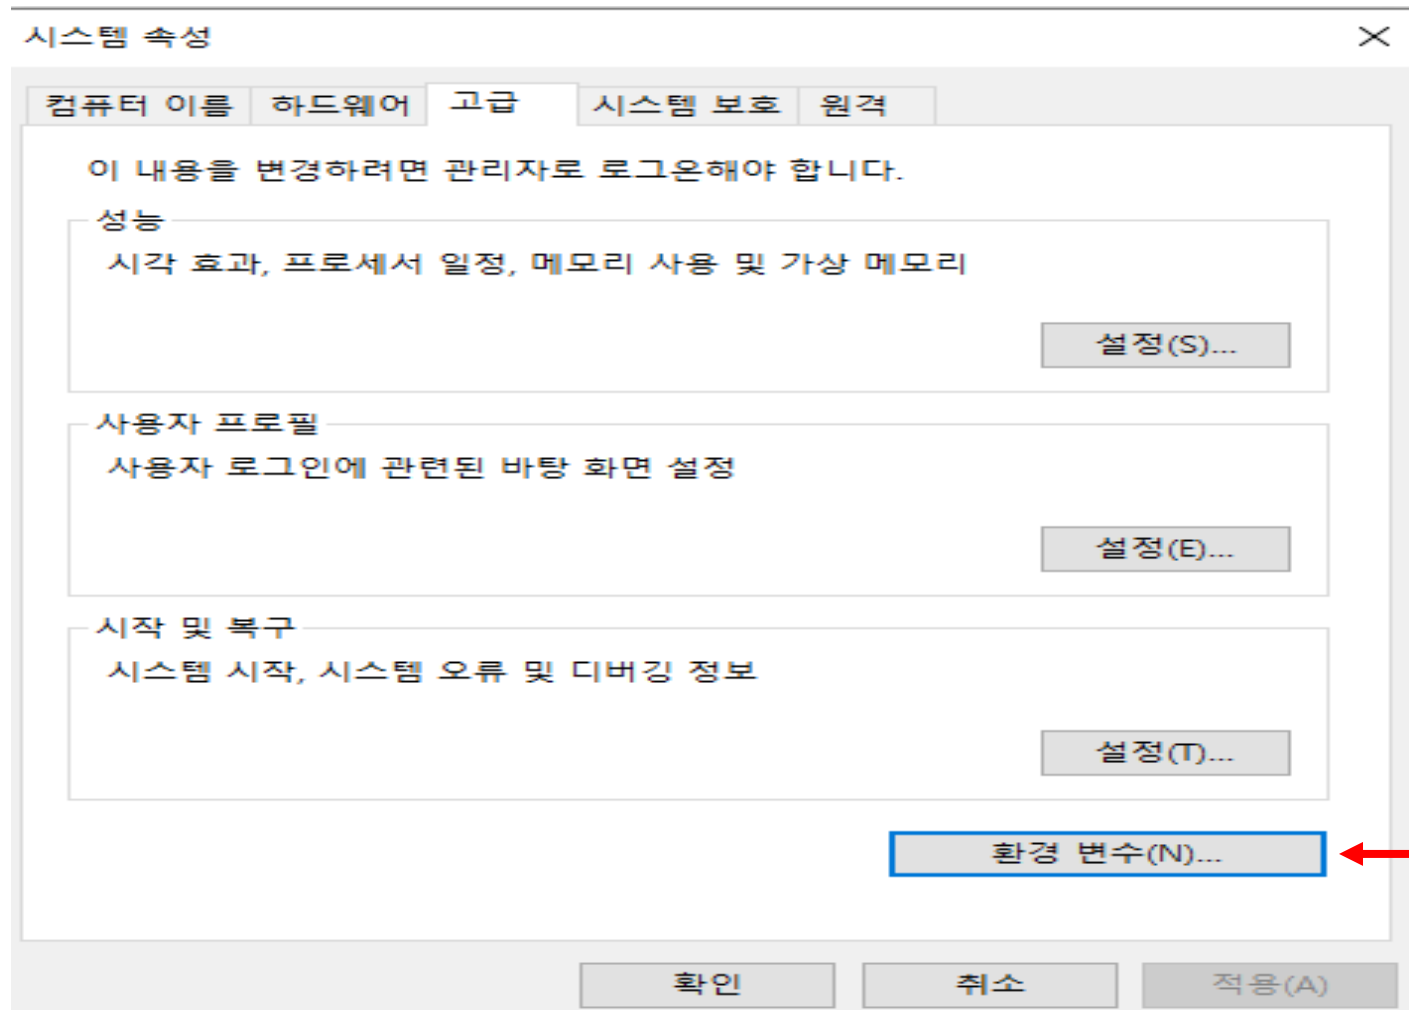 시스템 속성
컴퓨터 이름 하드웨어 고급 시스템 보호 원격
이 내용을 변경하려면 관리자로 로그온해야 합니다.
성능
시각 효과, 프로세서 일정, 메모리 사용 및 가상 메모리
설정(S)...
사용자 프로필
사용자 로그인에 관련된 바탕 화면 설정
설정(E)...
시작 및 복구
시스템 시작, 시스템 오류 및 디버깅 정보
설정(T)...
환경 변수(N)...
확인 취소 적용(A)